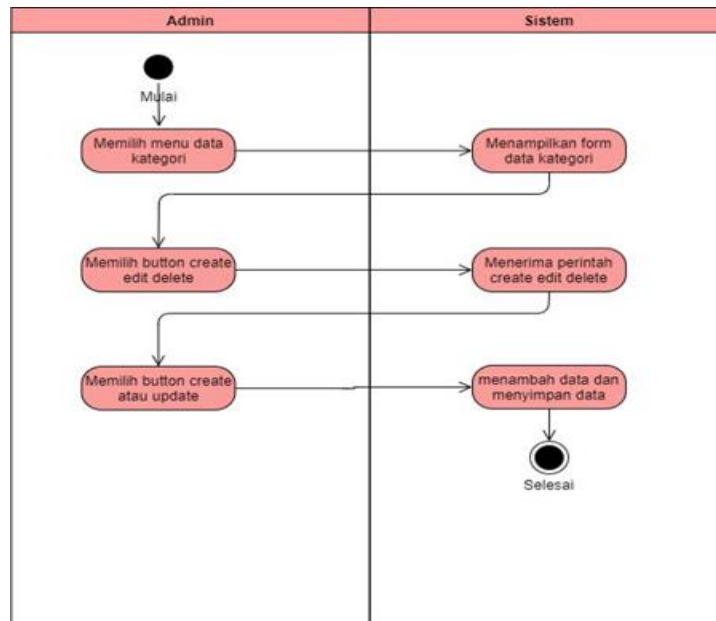 Admin
Sistem
Mulai
Memilih menu data
kategori
Menampilkan form
data kategori
Memilih button create
edit delete
Menerima perintah
create edit delete
Memilih button create
atau update
menambah data dan
menyimpan data
Selesai